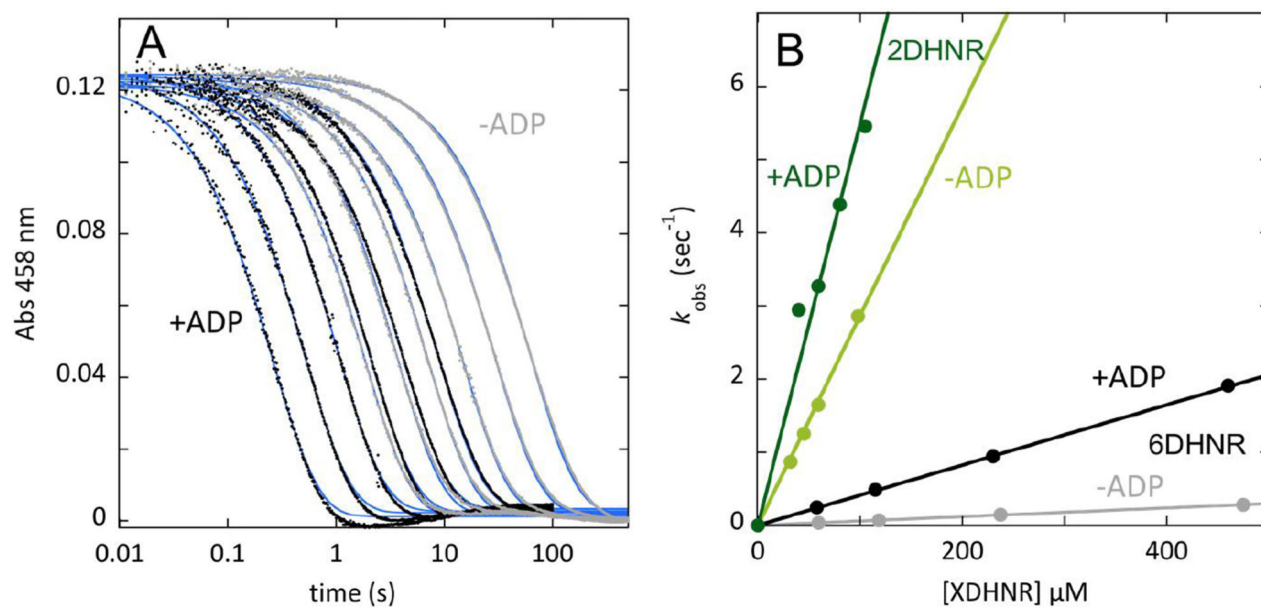 A
0.12
0.08
0.04
0
Abs 458 nm
-ADP
+ADP
0.01 0.1 1 10 100
time (s)
B
6
4
2
0
k obs (sec-1)
2DHNR
+ADP
-ADP
+ADP
6DHNR
-ADP
0 200 400
[XDHNR] µM